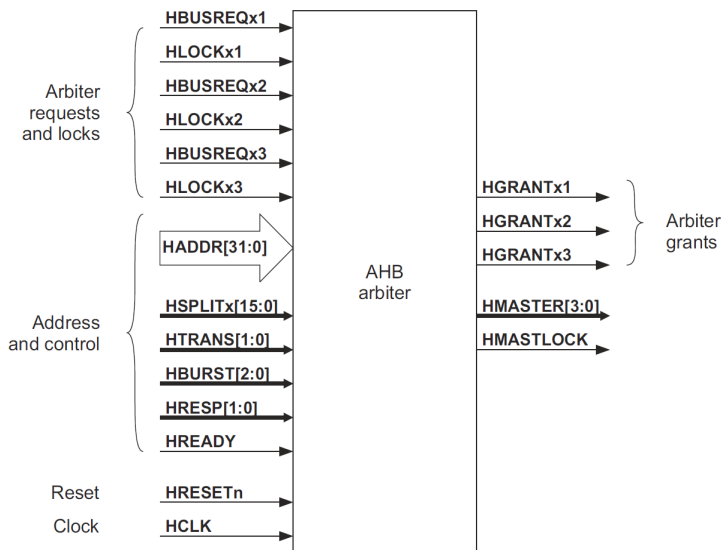 HBUSREQx1
HLOCKx1
HBUSREQx2
HLOCKx2
HBUSREQx3
HLOCKx3
Arbiter
requests
and locks
HADDR[31:0]
HSPLITx[15:0]
HTRANS[1:0]
HBURST[2:0]
HRESP[1:0]
HREADY
Address
and control
Reset
HRESETn
Clock
HCLK
AHB
arbiter
HGRANTx1
HGRANTx2
HGRANTx3
Arbiter
grants
HMASTER[3:0]
HMASTLOCK